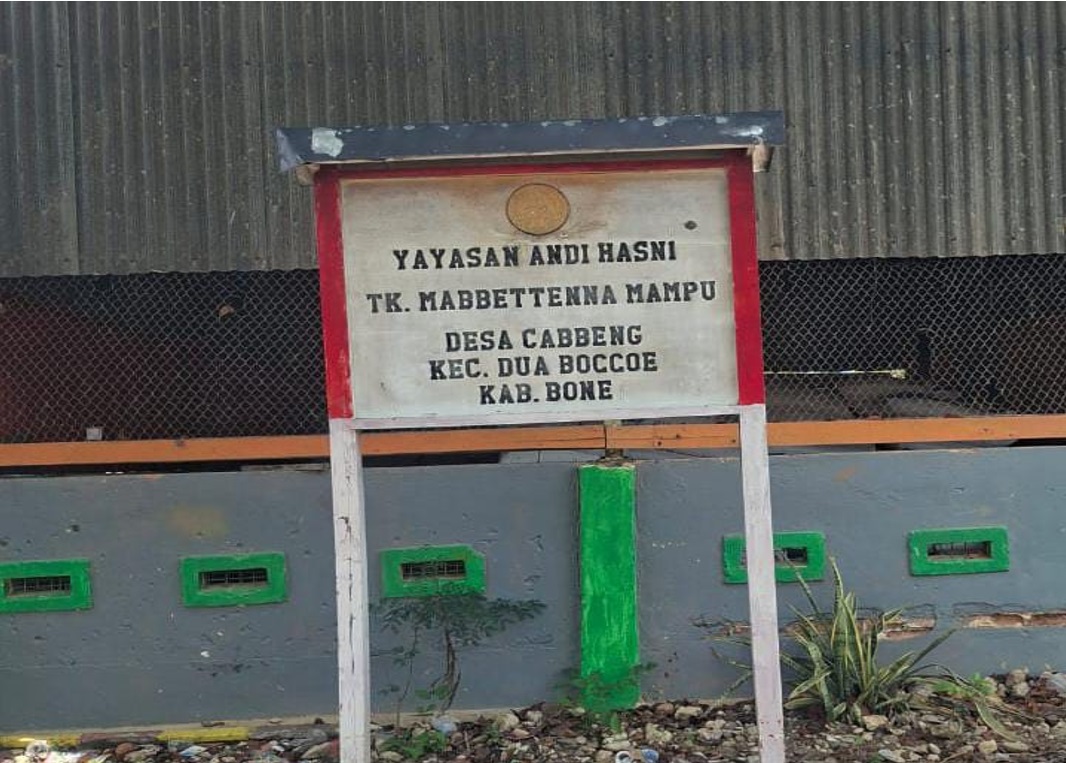 YAYASAN ANDI HASNI
TK. MABBETTENNA MAMPU
DESA CABBENG
KEC. DUA BOCCOE
KAB. BONE